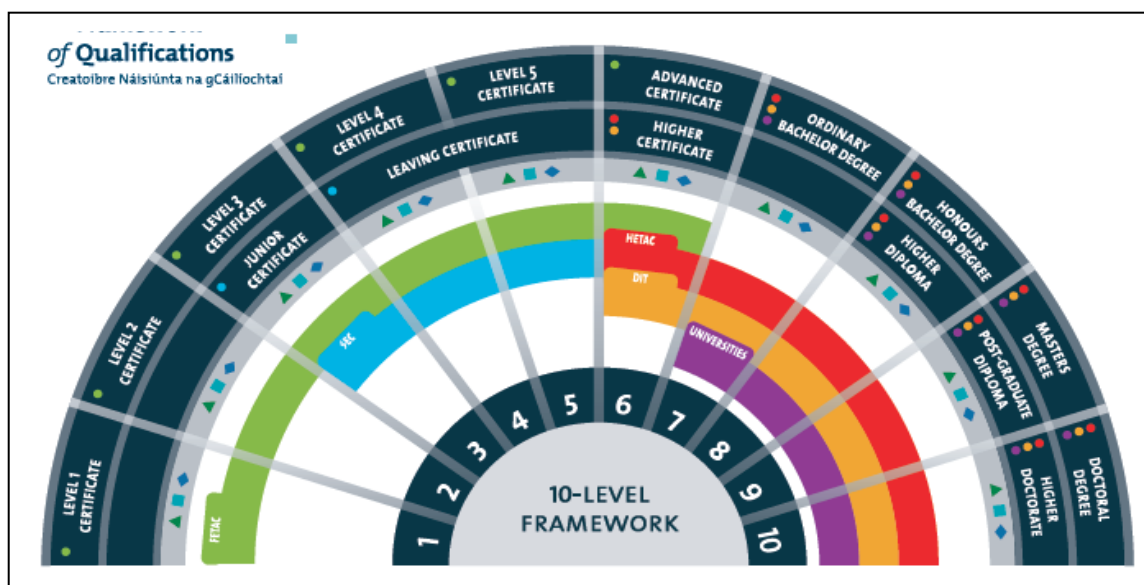 of Qualifications
Creatoibre Náisiúnta na gCáilíochtaí
LEVEL 1
CERTIFICATE
LEVEL 2
CERTIFICATE
LEVEL 3
CERTIFICATE
JUNIOR
CERTIFICATE
LEVEL 4
CERTIFICATE
LEVEL 5
CERTIFICATE
LEAVING CERTIFICATE
ADVANCED
CERTIFICATE
HIGHER
CERTIFICATE
ORDINARY
BACHELOR DEGREE
HONOURS
BACHELOR DEGREE
HIGHER
DIPLOMA
MASTERS
DEGREE
POST-GRADUATE
DIPLOMA
DOCTORAL
DEGREE
HIGHER
DOCTORATE
FETAC
SEC
HETAC
DIT
UNIVERSITIES
1
2
3
4
5
6
7
8
9
10
10-LEVEL
FRAMEWORK